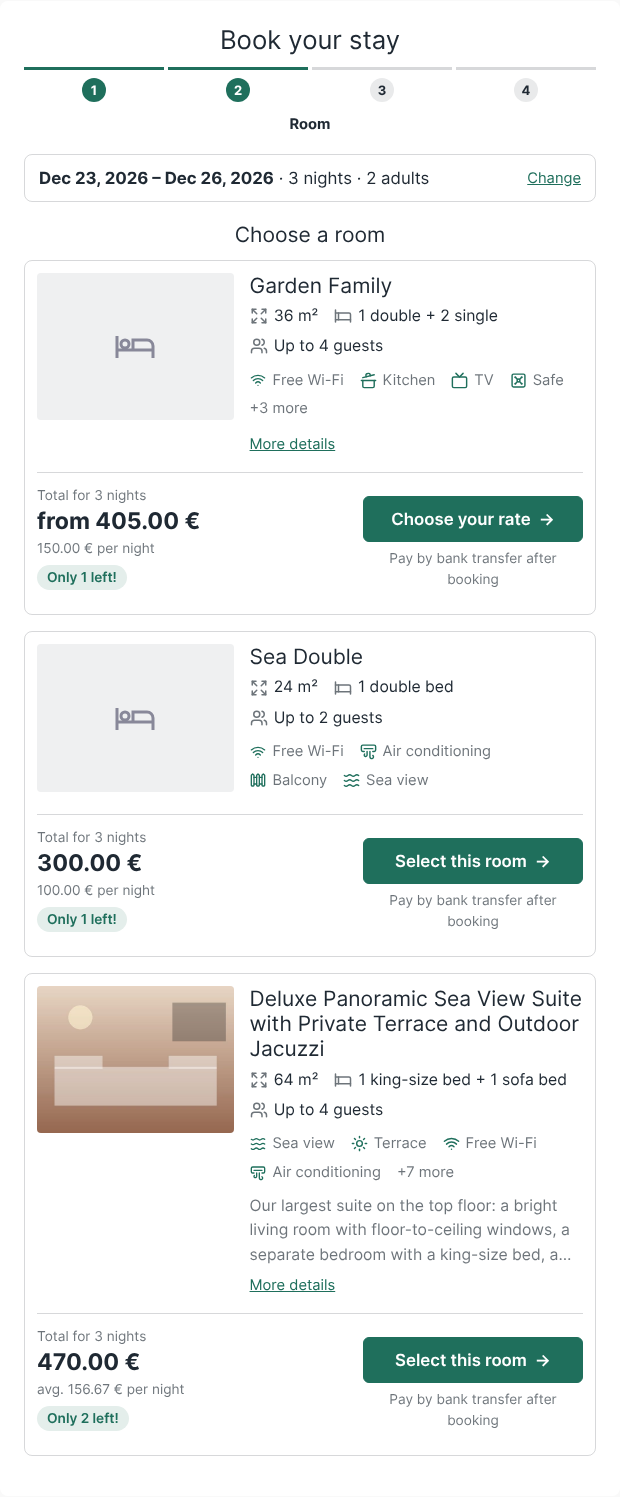 Book your stay
1
2
3
4
Room
Dec 23, 2026 – Dec 26, 2026 · 3 nights · 2 adults
Change
Choose a room
Garden Family
36 m² 1 double + 2 single
Up to 4 guests
Free Wi-Fi Kitchen TV Safe
+3 more
More details
Total for 3 nights
from 405.00 €
150.00 € per night
Only 1 left!
Choose your rate →
Pay by bank transfer after
booking
Sea Double
24 m² 1 double bed
Up to 2 guests
Free Wi-Fi Air conditioning
Balcony Sea view
Total for 3 nights
300.00 €
100.00 € per night
Only 1 left!
Select this room →
Pay by bank transfer after
booking
Deluxe Panoramic Sea View Suite
with Private Terrace and Outdoor
Jacuzzi
64 m² 1 king-size bed + 1 sofa bed
Up to 4 guests
Sea view Terrace Free Wi-Fi
Air conditioning +7 more
Our largest suite on the top floor: a bright
living room with floor-to-ceiling windows, a
separate bedroom with a king-size bed, a...
More details
Total for 3 nights
470.00 €
avg. 156.67 € per night
Only 2 left!
Select this room →
Pay by bank transfer after
booking